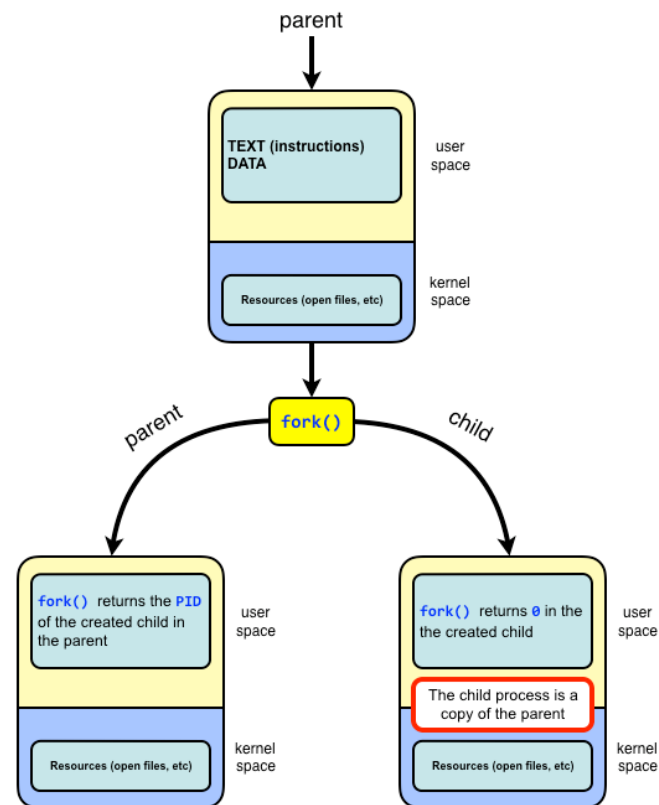 parent
TEXT (instructions)
DATA
user
space
Resources (open files, etc)
kernel
space
parent
fork()
child
fork() returns the PID
of the created child in
the parent
user
space
fork() returns 0 in the
the created child
user
space
The child process is a
copy of the parent
Resources (open files, etc)
kernel
space
Resources (open files, etc)
kernel
space